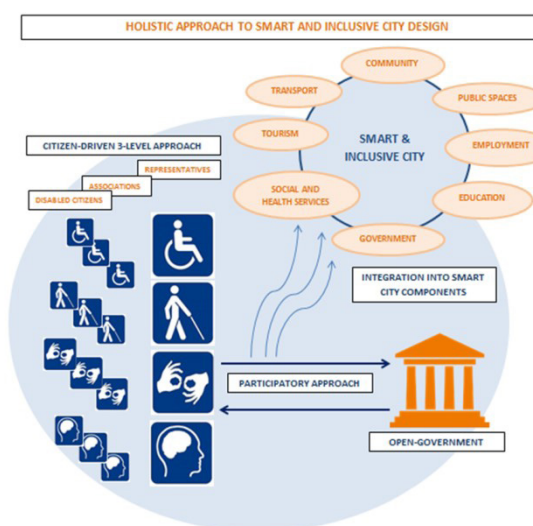 HOLISTIC APPROACH TO SMART AND INCLUSIVE CITY DESIGN
COMMUNITY
TRANSPORT
PUBLIC SPACES
TOURISM
SMART &
INCLUSIVE CITY
EMPLOYMENT
SOCIAL AND
HEALTH SERVICES
EDUCATION
GOVERNMENT
CITIZEN-DRIVEN 3-LEVEL APPROACH
REPRESENTATIVES
ASSOCIATIONS
DISABLED CITIZENS
INTEGRATION INTO SMART
CITY COMPONENTS
PARTICIPATORY APPROACH
OPEN-GOVERNMENT